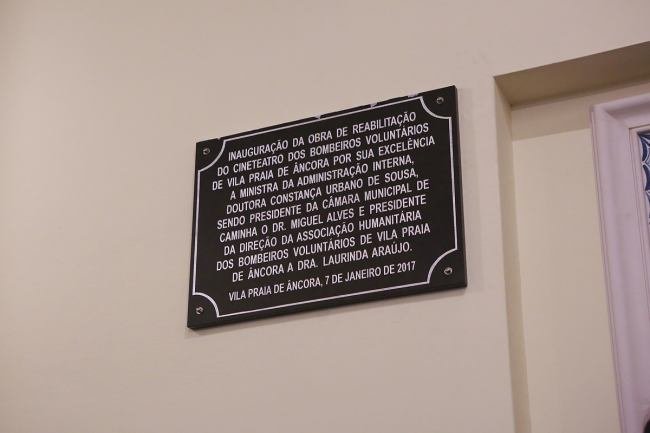 INAUGURAÇÃO DA OBRA DE REABILITAÇÃO
DO CINETEATRO DOS BOMBEIROS VOLUNTÁRIOS
DE VILA PRAIA DE ÂNCORA POR SUA EXCELÊNCIA
A MINISTRA DA ADMINISTRAÇÃO INTERNA,
DOUTORA CONSTANÇA URBANO DE SOUSA,
SENDO PRESIDENTE DA CÂMARA MUNICIPAL DE
CAMINHA O DR. MIGUEL ALVES E PRESIDENTE
DA DIREÇÃO DA ASSOCIAÇÃO HUMANITÁRIA
DOS BOMBEIROS VOLUNTÁRIOS DE VILA PRAIA
DE ÂNCORA A DRA. LAURINDA ARAÚJO.
VILA PRAIA DE ÂNCORA, 7 DE JANEIRO DE 2017